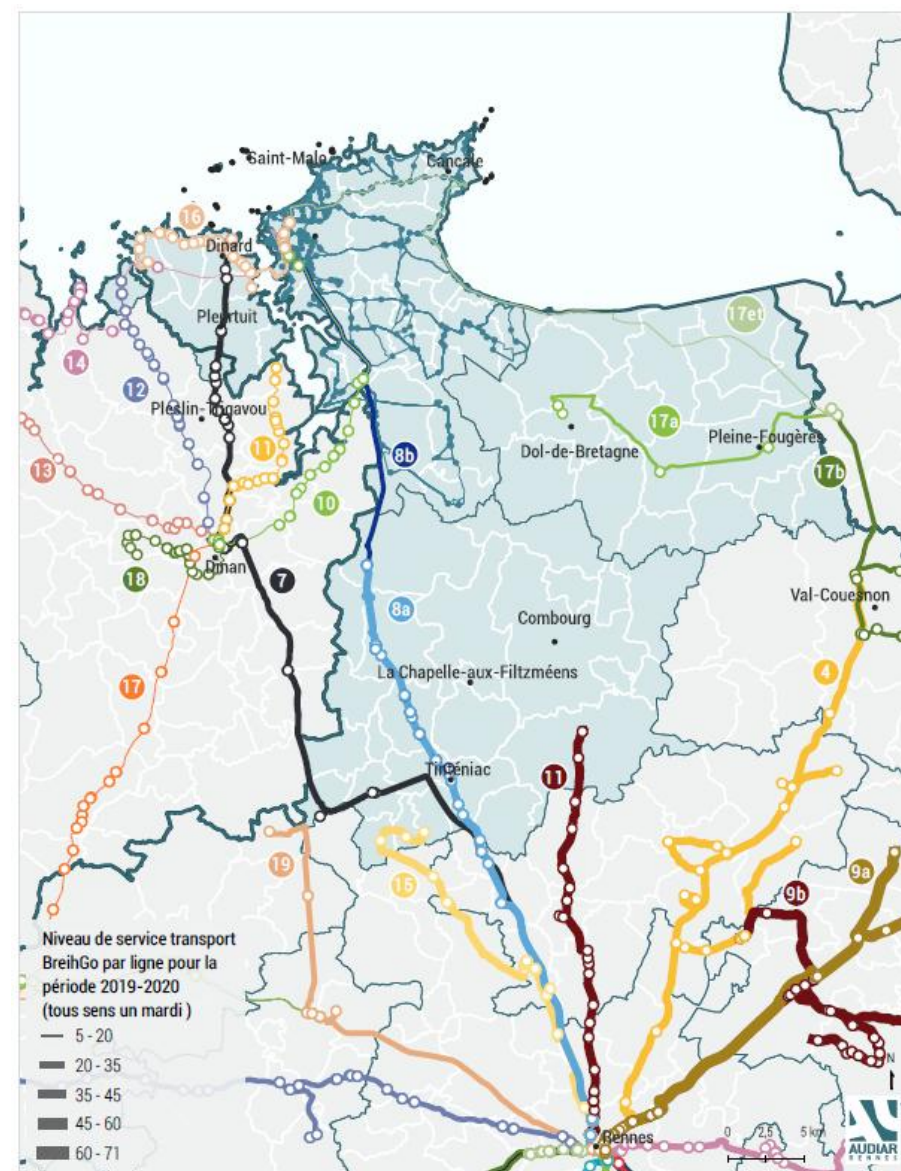 Saint-Malo
Cancale
16
Dinard
17et
Pleurtuit
14
12
Pleslin-Trigavou
11
8b
17a
Dol-de-Bretagne
Pleine-Fougères
17b
13
10
18
Dinan
7
8a
Val-Couesnon
Combourg
4
La Chapelle-aux-Filtzméens
17
Tinténiac
11
19
15
9a
9b
Niveau de service transport
BreihGo par ligne pour la
période 2019-2020
(tous sens un mardi )
5 - 20
20 - 35
35 - 45
45 - 60
60 - 71
Rennes
N
0 2,5 5 km
AUDIAR
RENNES